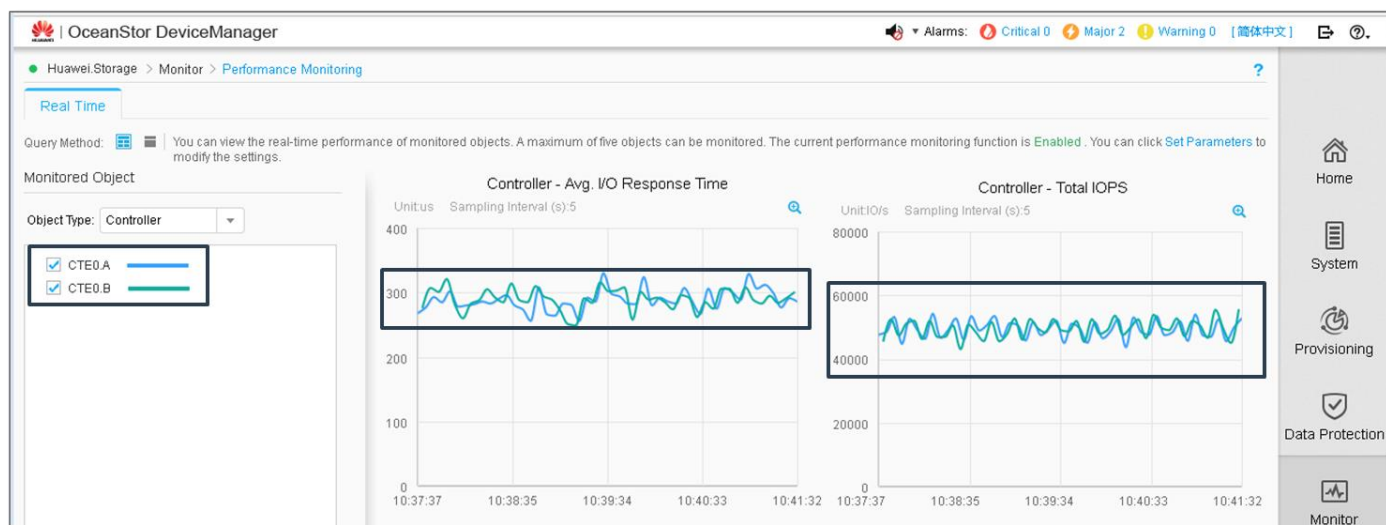 HUAWEI | OceanStor DeviceManager
Alarms: Critical 0 Major 2 Warning 0 [简体中文]
Huawei.Storage > Monitor > Performance Monitoring
Real Time
Query Method: You can view the real-time performance of monitored objects. A maximum of five objects can be monitored. The current performance monitoring function is Enabled . You can click Set Parameters to
modify the settings.
Monitored Object
Object Type: Controller
CTE0.A
CTE0.B
Controller - Avg. I/O Response Time
Unit:us Sampling Interval (s):5
400
300
200
100
0
10:37:37 10:38:35 10:39:34 10:40:33 10:41:32
Controller - Total IOPS
Unit:IO/s Sampling Interval (s):5
80000
60000
40000
20000
0
10:37:37 10:38:35 10:39:34 10:40:33 10:41:32
Home
System
Provisioning
Data Protection
Monitor